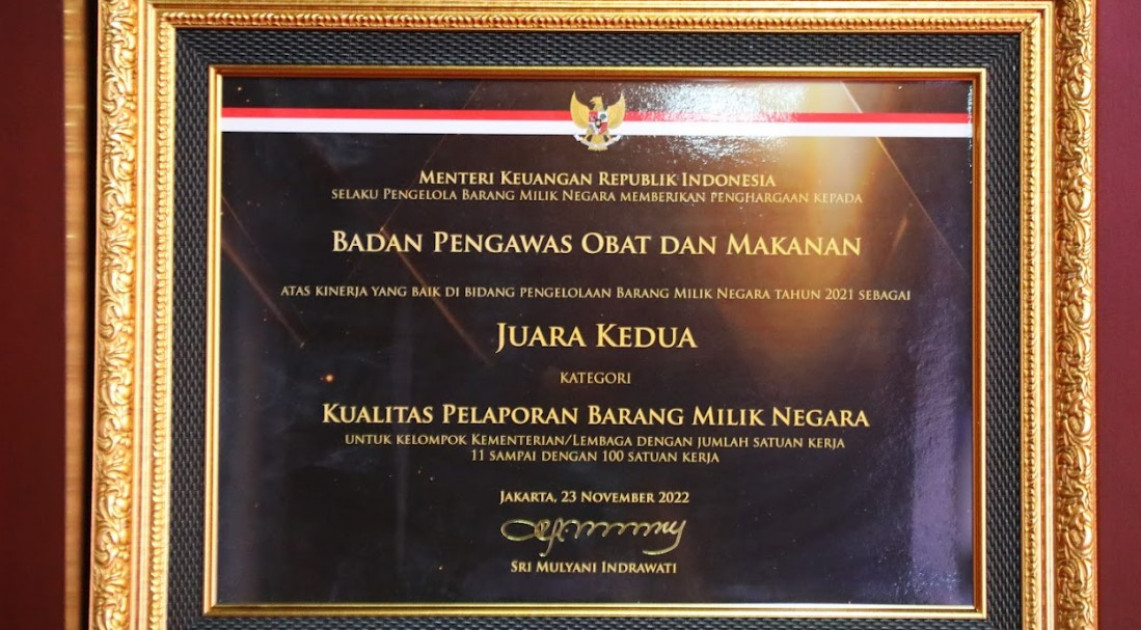 Menteri Keuangan Republik Indonesia
selaku Pengelola Barang Milik Negara memberikan penghargaan kepada
Badan Pengawas Obat dan Makanan
atas kinerja yang baik di bidang pengelolaan Barang Milik Negara tahun 2021 sebagai
Juara Kedua
kategori
Kualitas Pelaporan Barang Milik Negara
untuk kelompok Kementerian/Lembaga dengan jumlah satuan kerja
11 sampai dengan 100 satuan kerja
Jakarta, 23 November 2022
Sri Mulyani Indrawati